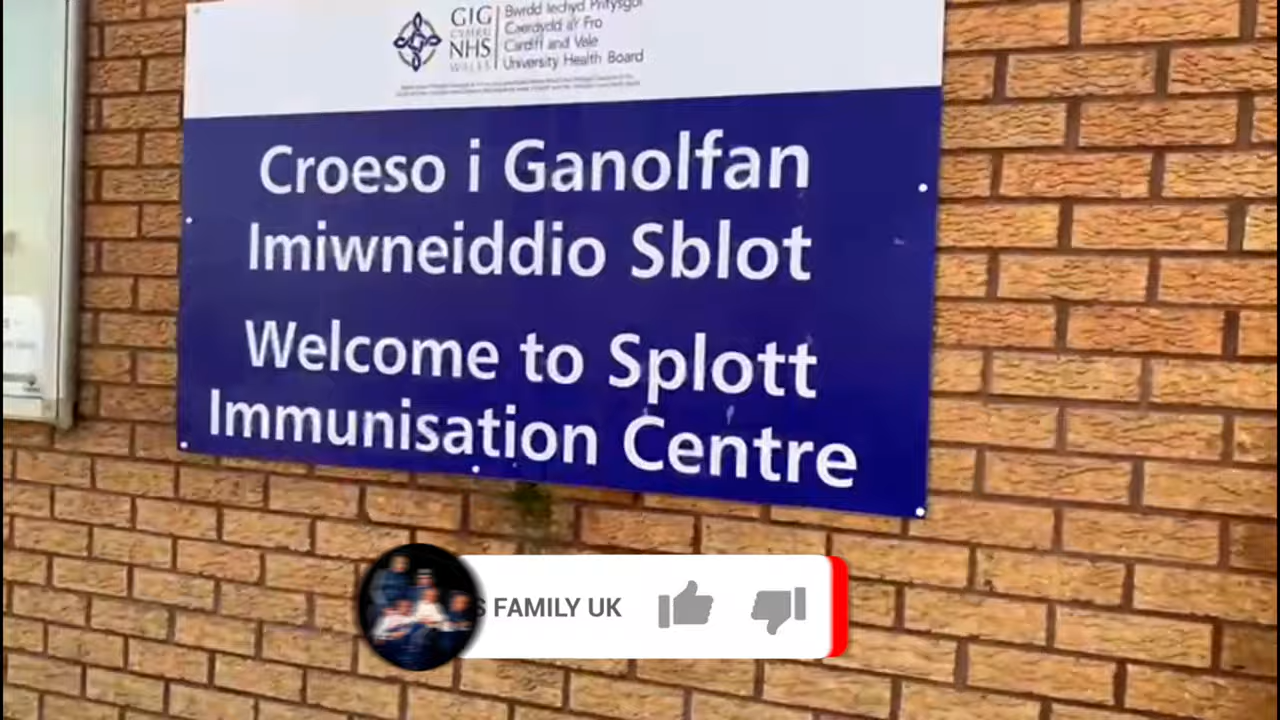 GIG
CYMRU
NHS
WALES
Bwrdd Iechyd Prifysgol
Caerdydd a'r Fro
Cardiff and Vale
University Health Board
Croeso i Ganolfan
Imiwneiddio Sblot
Welcome to Splott
Immunisation Centre
S FAMILY UK